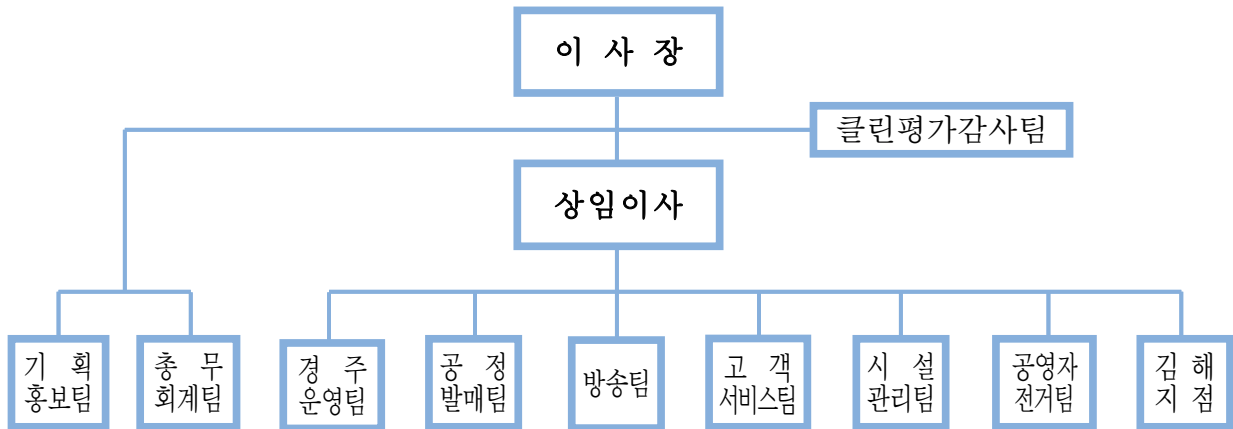 이 사 장
클린평가감사팀
상임이사
기 획
홍보팀
총 무
회계팀
경 주
운영팀
공 정
발매팀
방송팀
고 객
서비스팀
시 설
관리팀
공영자
전거팀
김 해
지 점